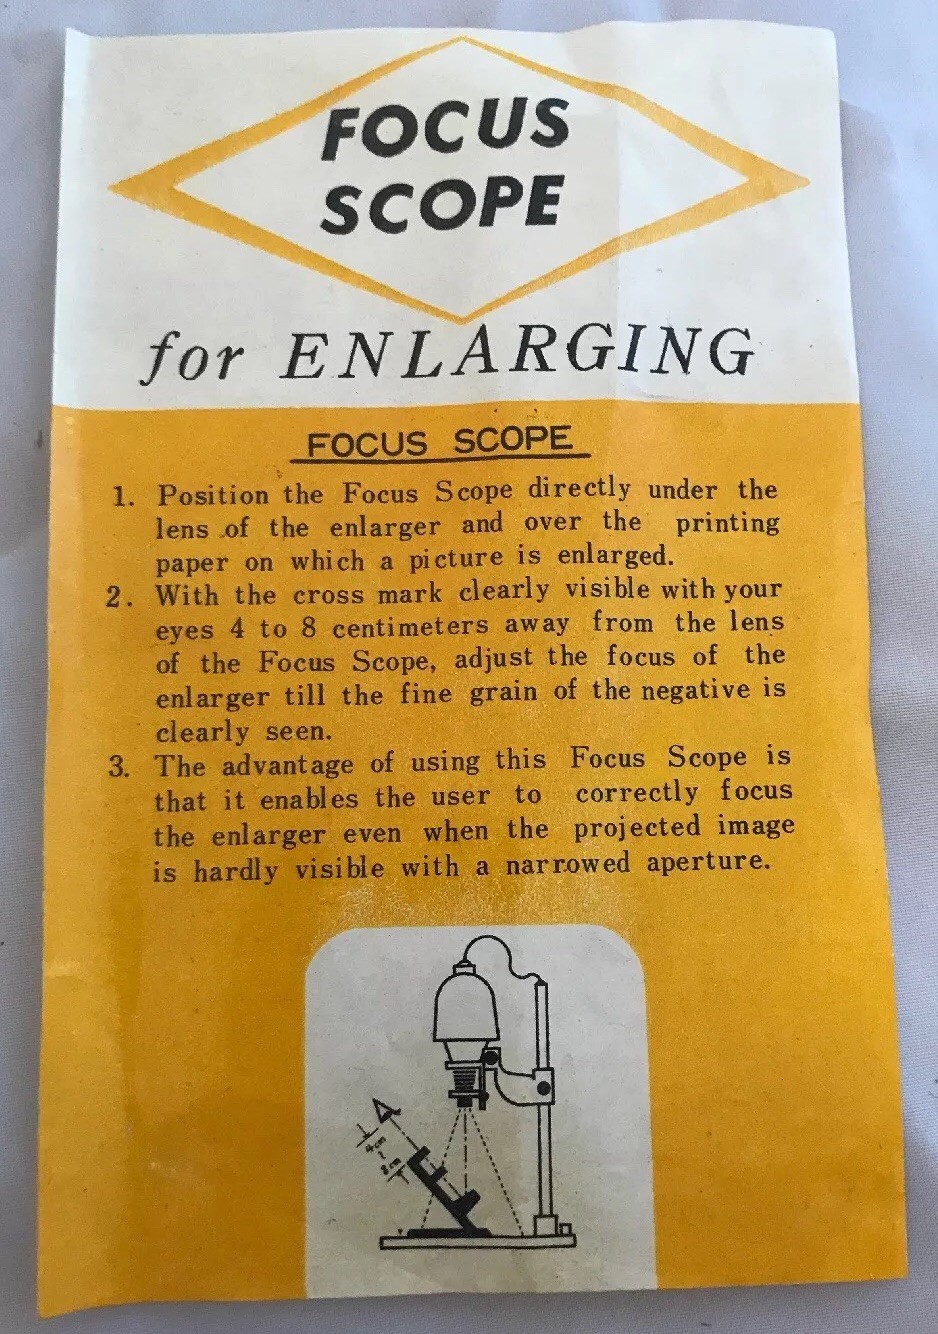 FOCUS
SCOPE
for ENLARGING
FOCUS SCOPE
1. Position the Focus Scope directly under the
lens of the enlarger and over the printing
paper on which a picture is enlarged.
2. With the cross mark clearly visible with your
eyes 4 to 8 centimeters away from the lens
of the Focus Scope, adjust the focus of the
enlarger till the fine grain of the negative is
clearly seen.
3. The advantage of using this Focus Scope is
that it enables the user to correctly focus
the enlarger even when the projected image
is hardly visible with a narrowed aperture.
4cm
~
8cm